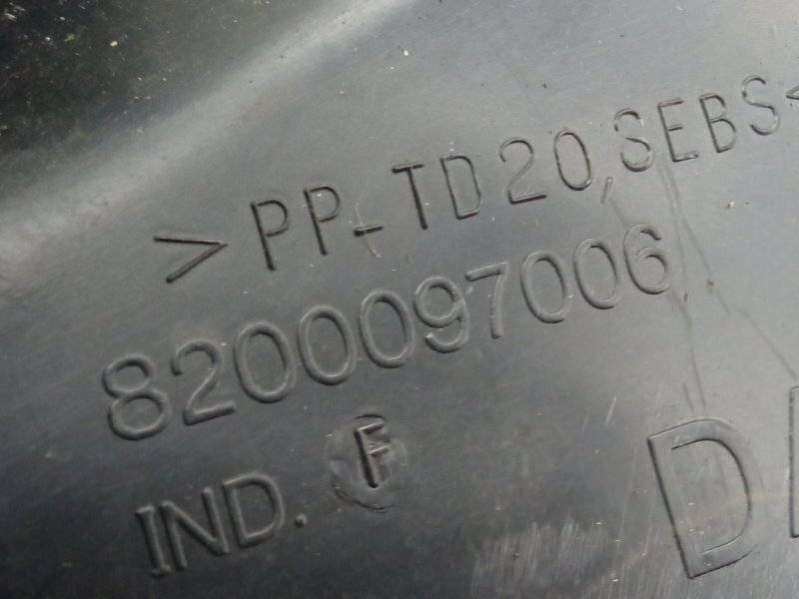 >PP-TD20,SEBS<
8200097006
IND. F